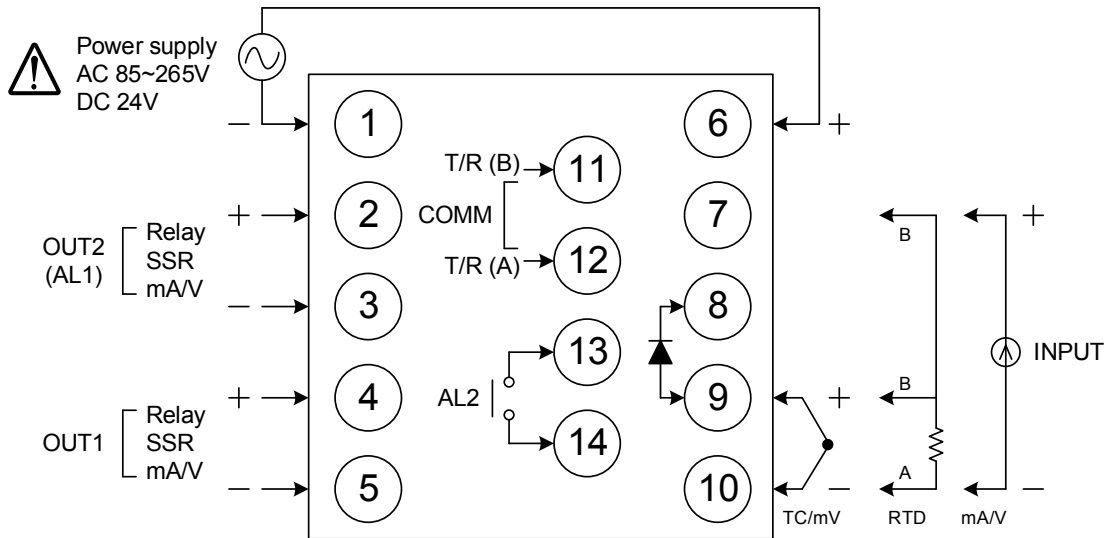 Power supply
AC 85~265V
DC 24V
−
1
6
+
T/R (B)
11
+
2
COMM
7
B
+
OUT2
(AL1)
Relay
SSR
mA/V
T/R (A)
12
−
3
8
13
INPUT
+
4
AL2
9
+
B
OUT1
Relay
SSR
mA/V
14
−
5
10
−
A
−
TC/mV
RTD
mA/V